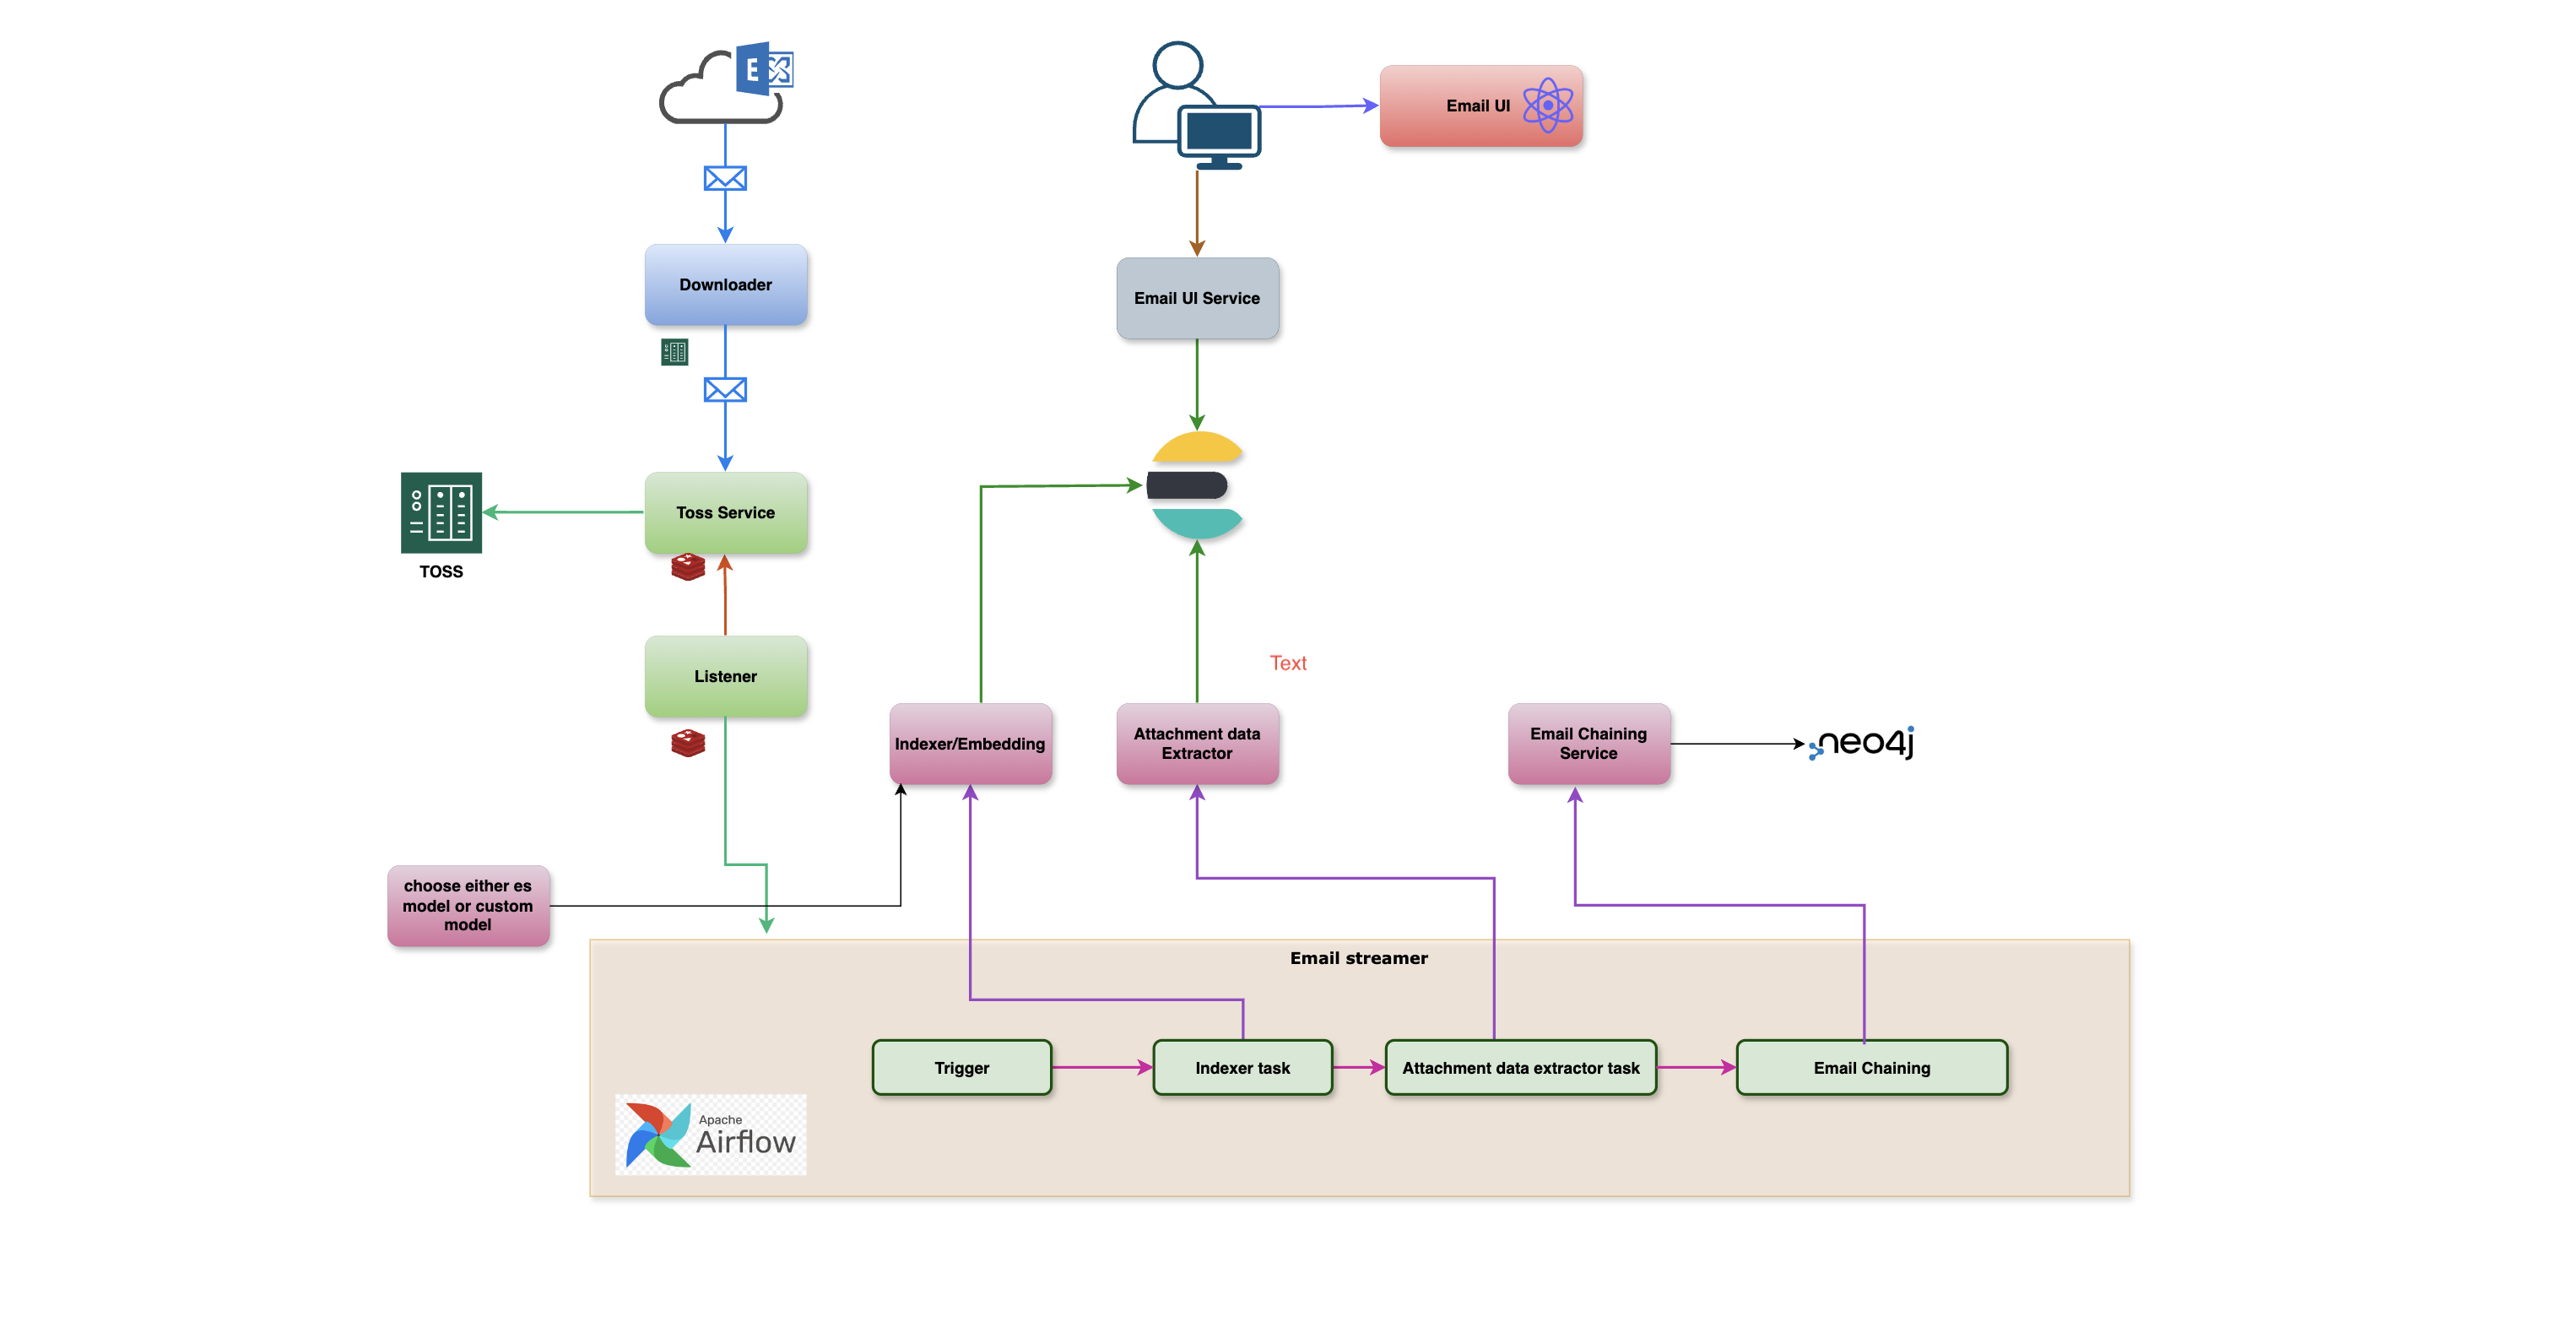 E
Email UI
Downloader
Email UI Service
Toss Service
TOSS
Listener
Text
Indexer/Embedding
Attachment data
Extractor
Email Chaining
Service
neo4j
choose either es
model or custom
model
Email streamer
Trigger
Indexer task
Attachment data extractor task
Email Chaining
Apache
Airflow